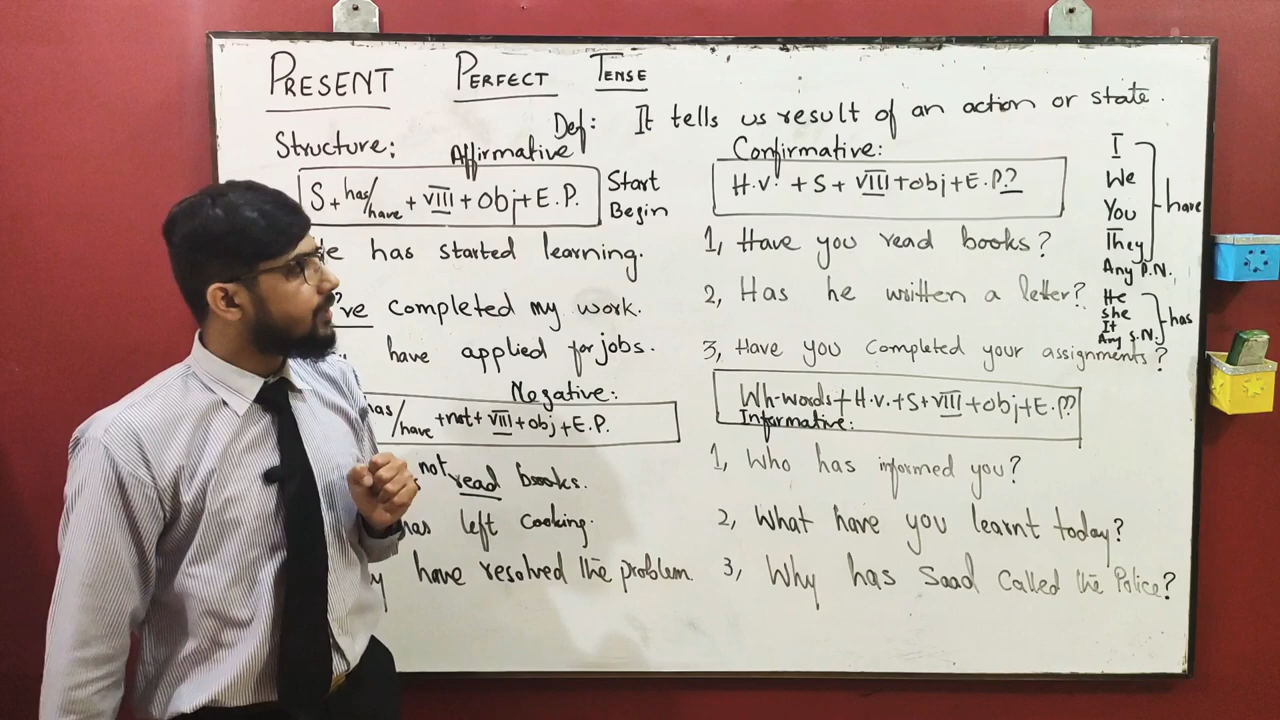 PRESENT PERFECT TENSE
Def: It tells us result of an action or state.
Structure: Affirmative
S + has/have + VIII + Obj + E.P.
Start
Begin
has started learning.
've completed my work.
have applied for jobs.
Negative:
has/have + not + VIII + obj + E.P.
not read books.
has left cooking.
have resolved the problem.
Confirmative:
H.V. + S + VIII + obj + E.P?
1, Have you read books?
2, Has he written a letter?
3, Have you completed your assignments?
Wh-words + H.V. + S + VIII + obj + E.P?
Informative:
1, Who has informed you?
2, What have you learnt today?
3, Why has Saad called the Police?
I
We
You
They
Any P.N.
have
He
she
It
Any S.N.
has